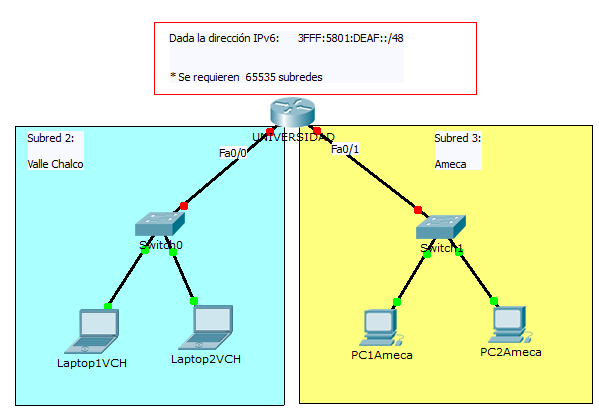 Dada la dirección IPv6: 3FFF:5801:DEAF::/48
* Se requieren 65535 subredes
UNIVERSIDAD
Subred 2:
Valle Chalco
Subred 3:
Ameca
Fa0/0
Fa0/1
Switch0
Switch1
Laptop1VCH
Laptop2VCH
PC1Ameca
PC2Ameca